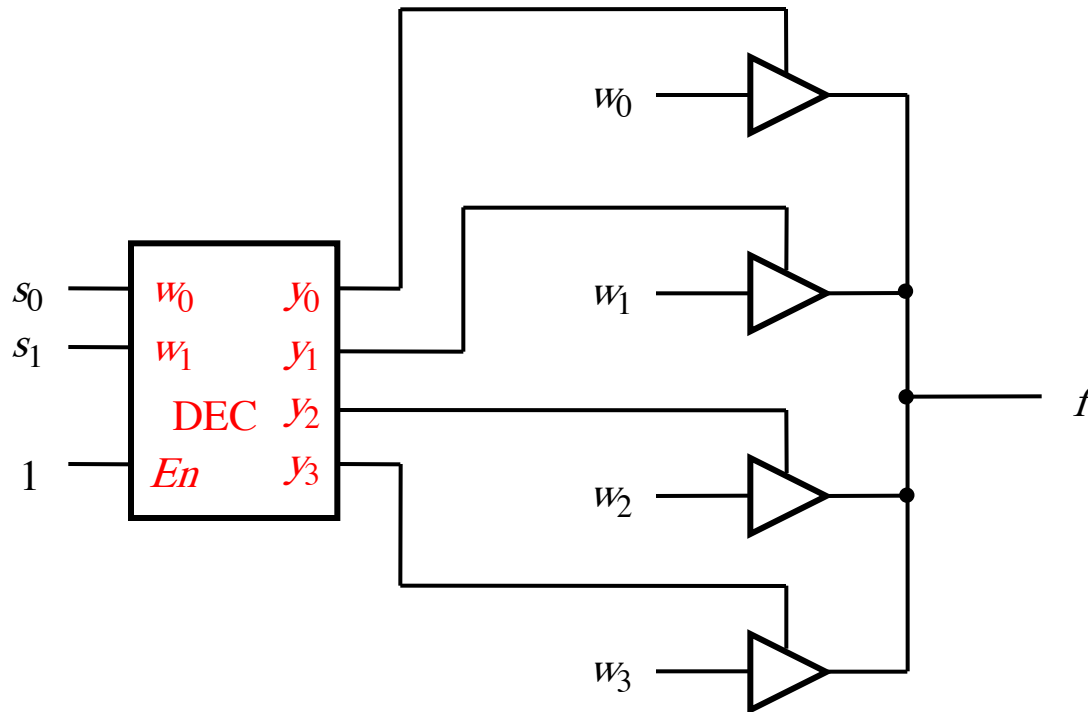 w₀
w₁
s₀ w₀ y₀
s₁ w₁ y₁
DEC y₂
1 En y₃
f
w₂
w₃